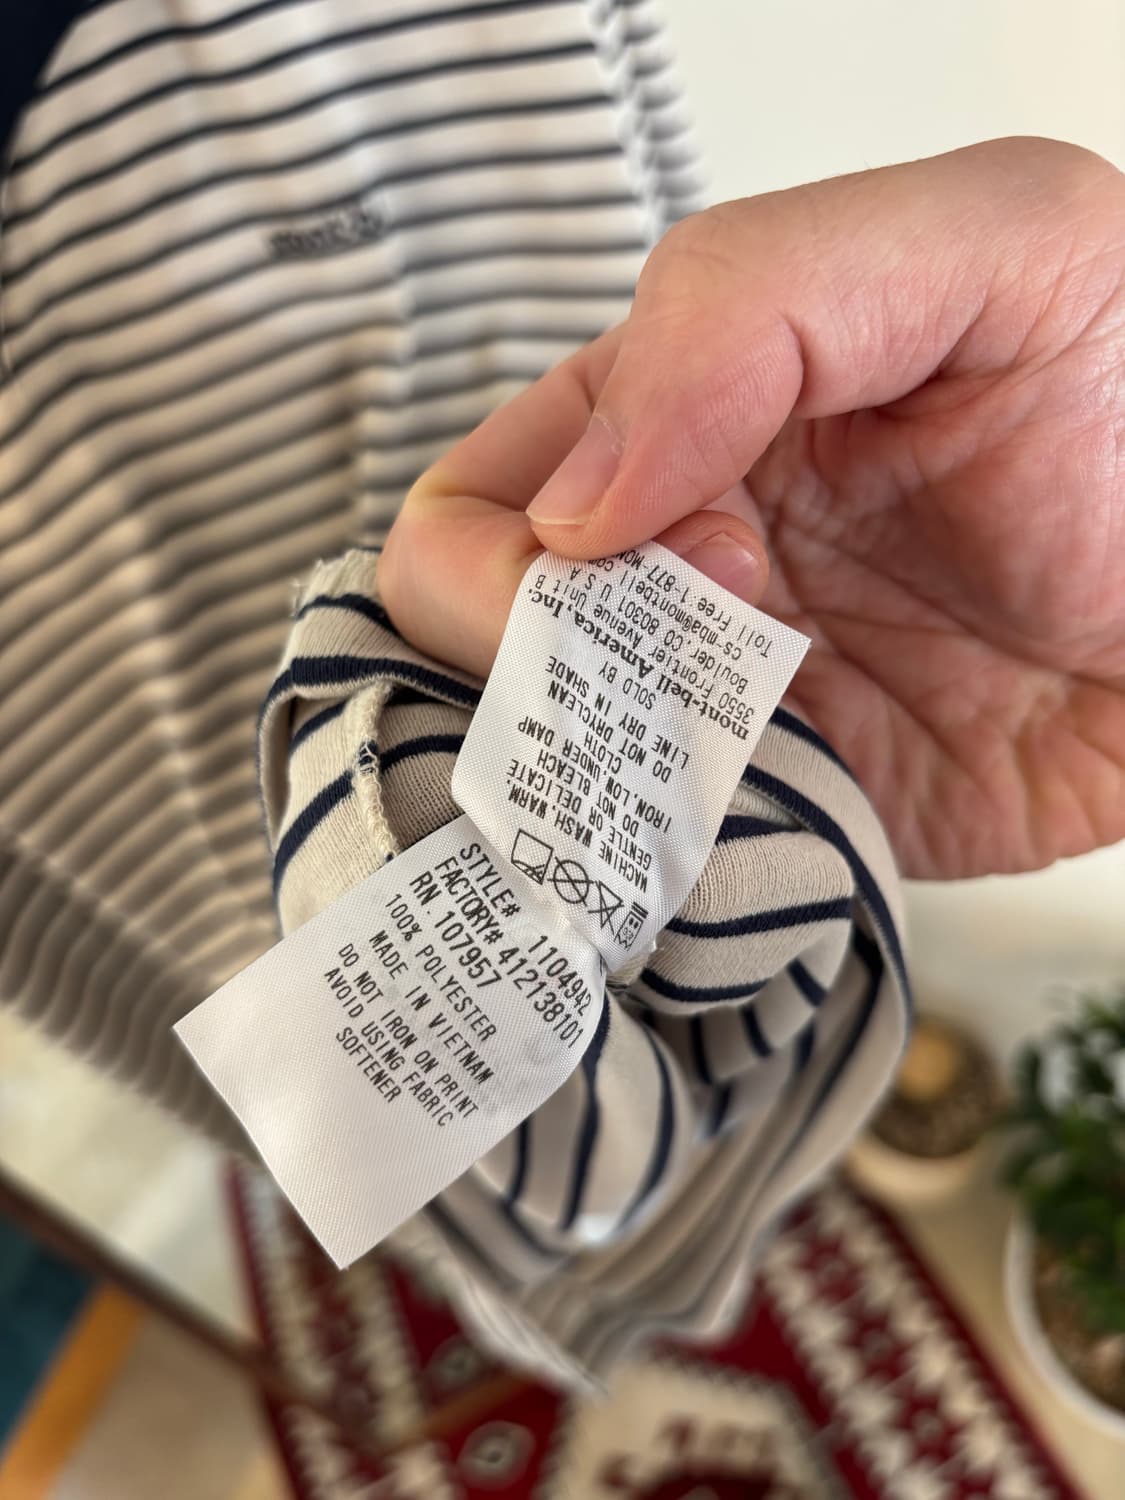 mont-bell America, Inc.
3550 Frontier Avenue Unit B
Boulder, CO 80301 U S A
cs-mba@montbell
Toll Free 1-877-
MACHINE WASH, WARM,
GENTLE OR DELICATE
DO NOT BLEACH
IRON, LOW, UNDER DAMP
CLOTH
DO NOT DRYCLEAN
LINE DRY IN SHADE
SOLD BY
STYLE# 1104942
FACTORY# 412138101
RN. 107957
100% POLYESTER
MADE IN VIETNAM
DO NOT IRON ON PRINT
AVOID USING FABRIC
SOFTENER